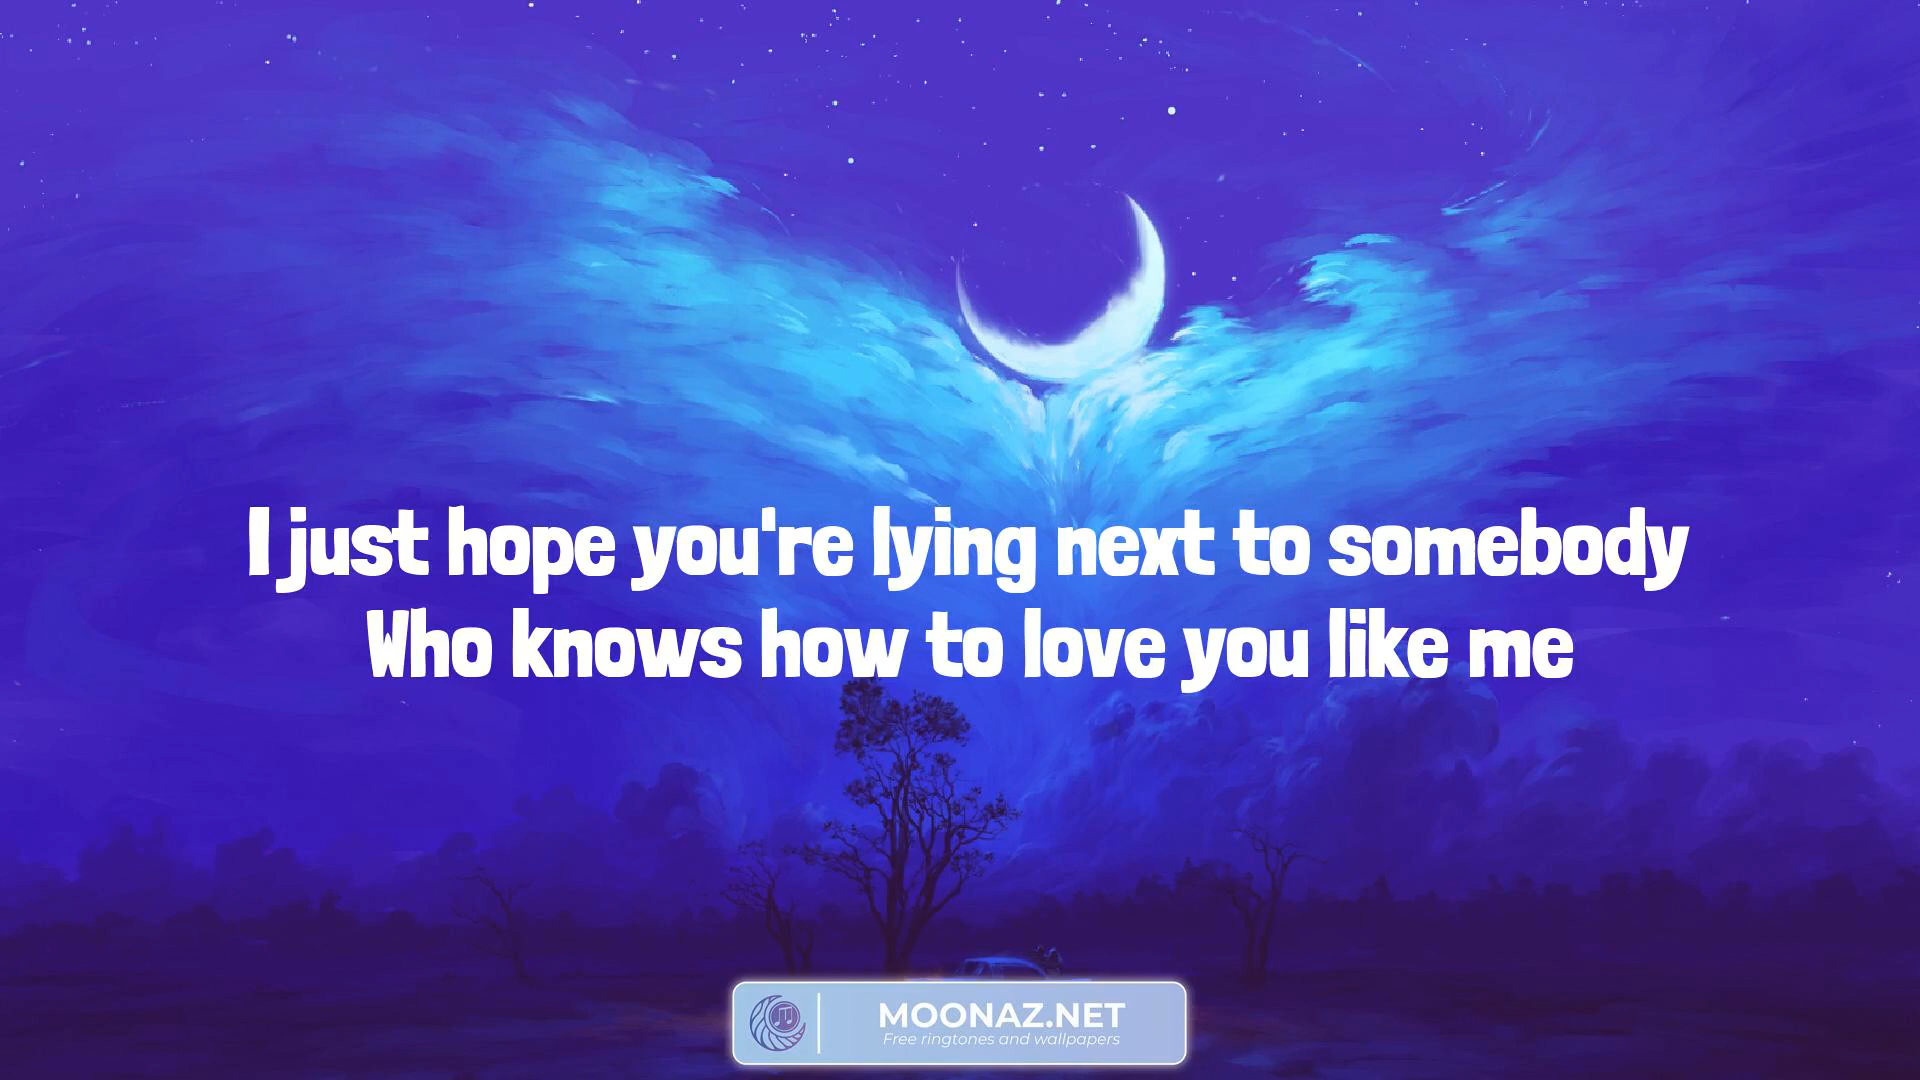 I just hope you're lying next to somebody
Who knows how to love you like me
MOONAZ.NET
Free ringtones and wallpapers